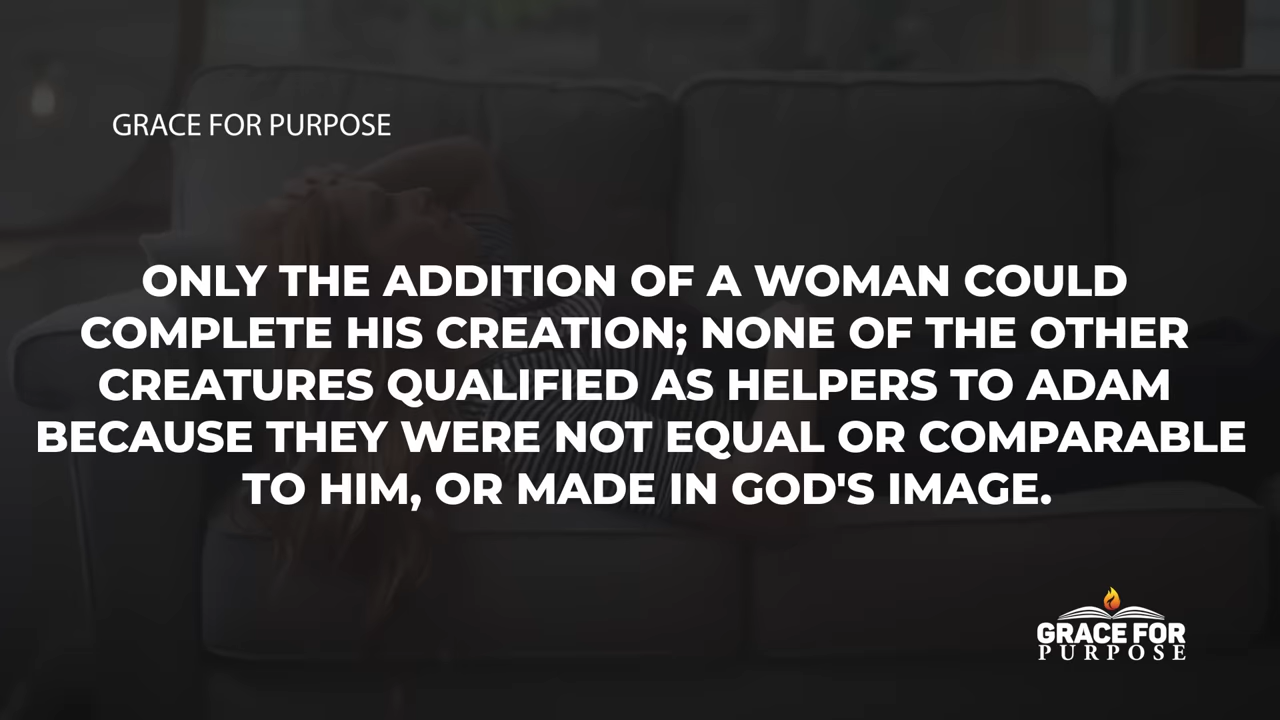 GRACE FOR PURPOSE
ONLY THE ADDITION OF A WOMAN COULD
COMPLETE HIS CREATION; NONE OF THE OTHER
CREATURES QUALIFIED AS HELPERS TO ADAM
BECAUSE THEY WERE NOT EQUAL OR COMPARABLE
TO HIM, OR MADE IN GOD'S IMAGE.
GRACE FOR
PURPOSE